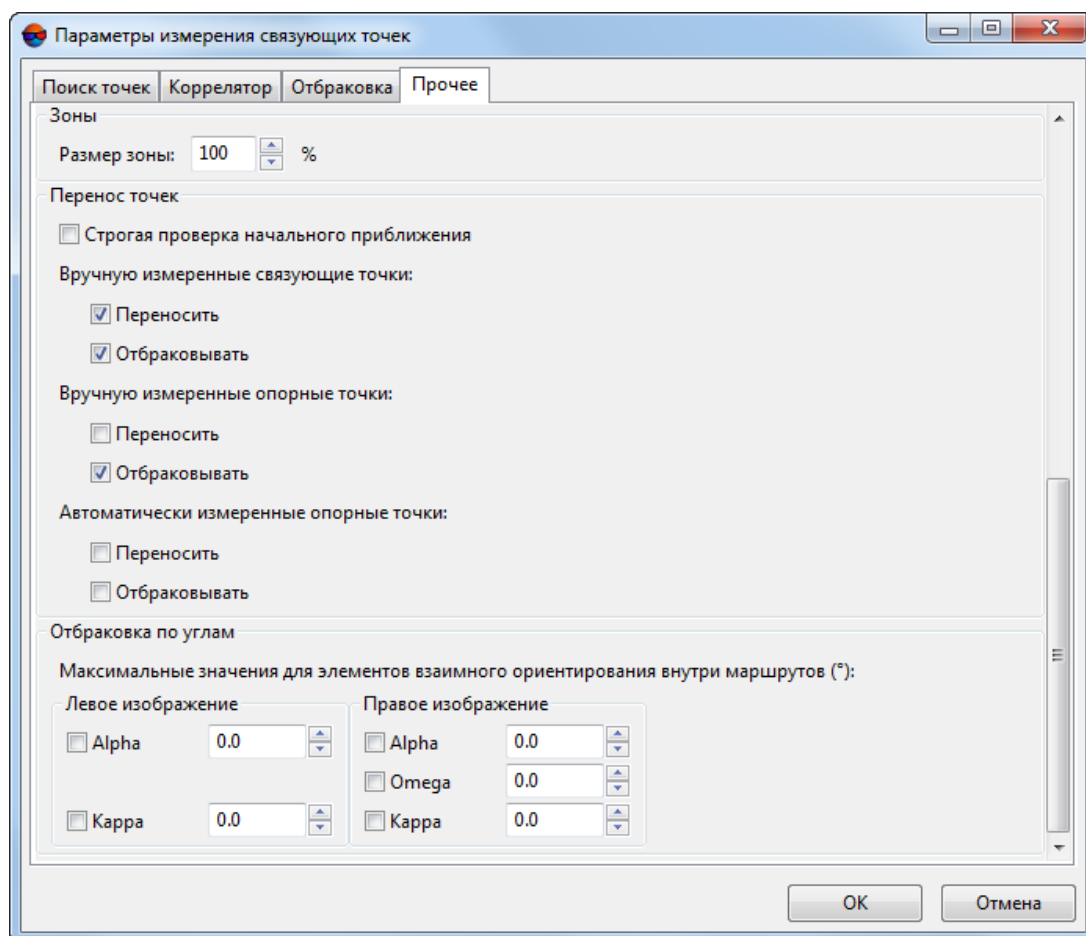 Параметры измерения связующих точек
Поиск точек Коррелятор Отбраковка Прочее
Зоны
Размер зоны: 100 %
Перенос точек
Строгая проверка начального приближения
Вручную измеренные связующие точки:
Переносить
Отбраковывать
Вручную измеренные опорные точки:
Переносить
Отбраковывать
Автоматически измеренные опорные точки:
Переносить
Отбраковывать
Отбраковка по углам
Максимальные значения для элементов взаимного ориентирования внутри маршрутов (°):
Левое изображение Правое изображение
Alpha 0.0 Alpha 0.0
Omega 0.0
Kappa 0.0 Kappa 0.0
OK Отмена